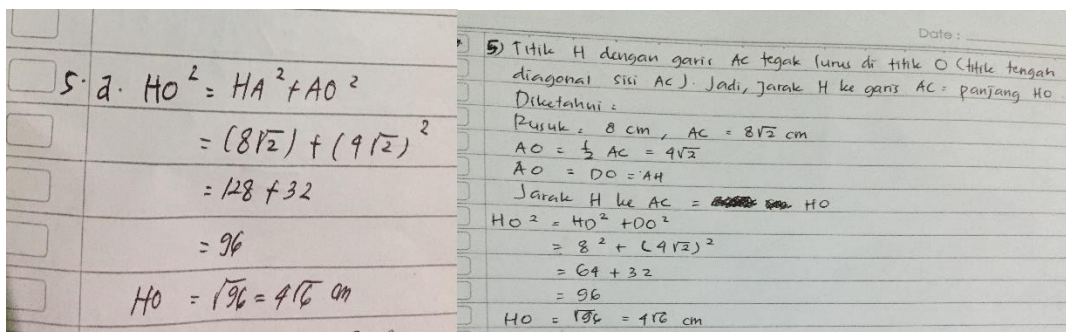 5. a. HO² = HA² + AO²
= (8√2) + (4√2)²
= 128 + 32
= 96
HO = √96 = 4√6 cm
Date :
5) Titik H dengan garis AC tegak lurus di titik O (titik tengah
diagonal sisi AC). Jadi, Jarak H ke garis AC = panjang HO
Diketahui :
Rusuk = 8 cm, AC = 8√2 cm
AO = ½ AC = 4√2
AO = DO = AH
Jarak H ke AC = HO
HO² = HD² + DO²
= 8² + (4√2)²
= 64 + 32
= 96
HO = √96 = 4√6 cm